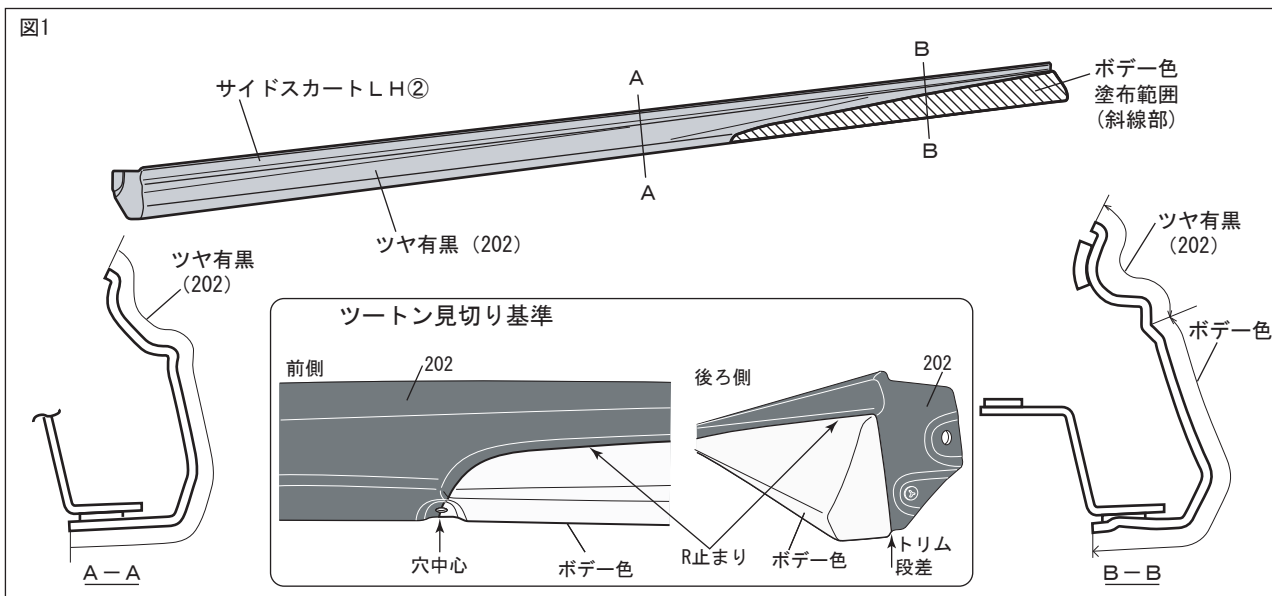 図1
サイドスカートＬＨ②
Ａ
Ａ
Ｂ
Ｂ
ボデー色
塗布範囲
(斜線部)
ツヤ有黒（202）
ツヤ有黒
（202）
Ａ－Ａ
ツートン見切り基準
前側
202
穴中心
ボデー色
R止まり
後ろ側
202
ボデー色
トリム
段差
ツヤ有黒
（202）
ボデー色
Ｂ－Ｂ